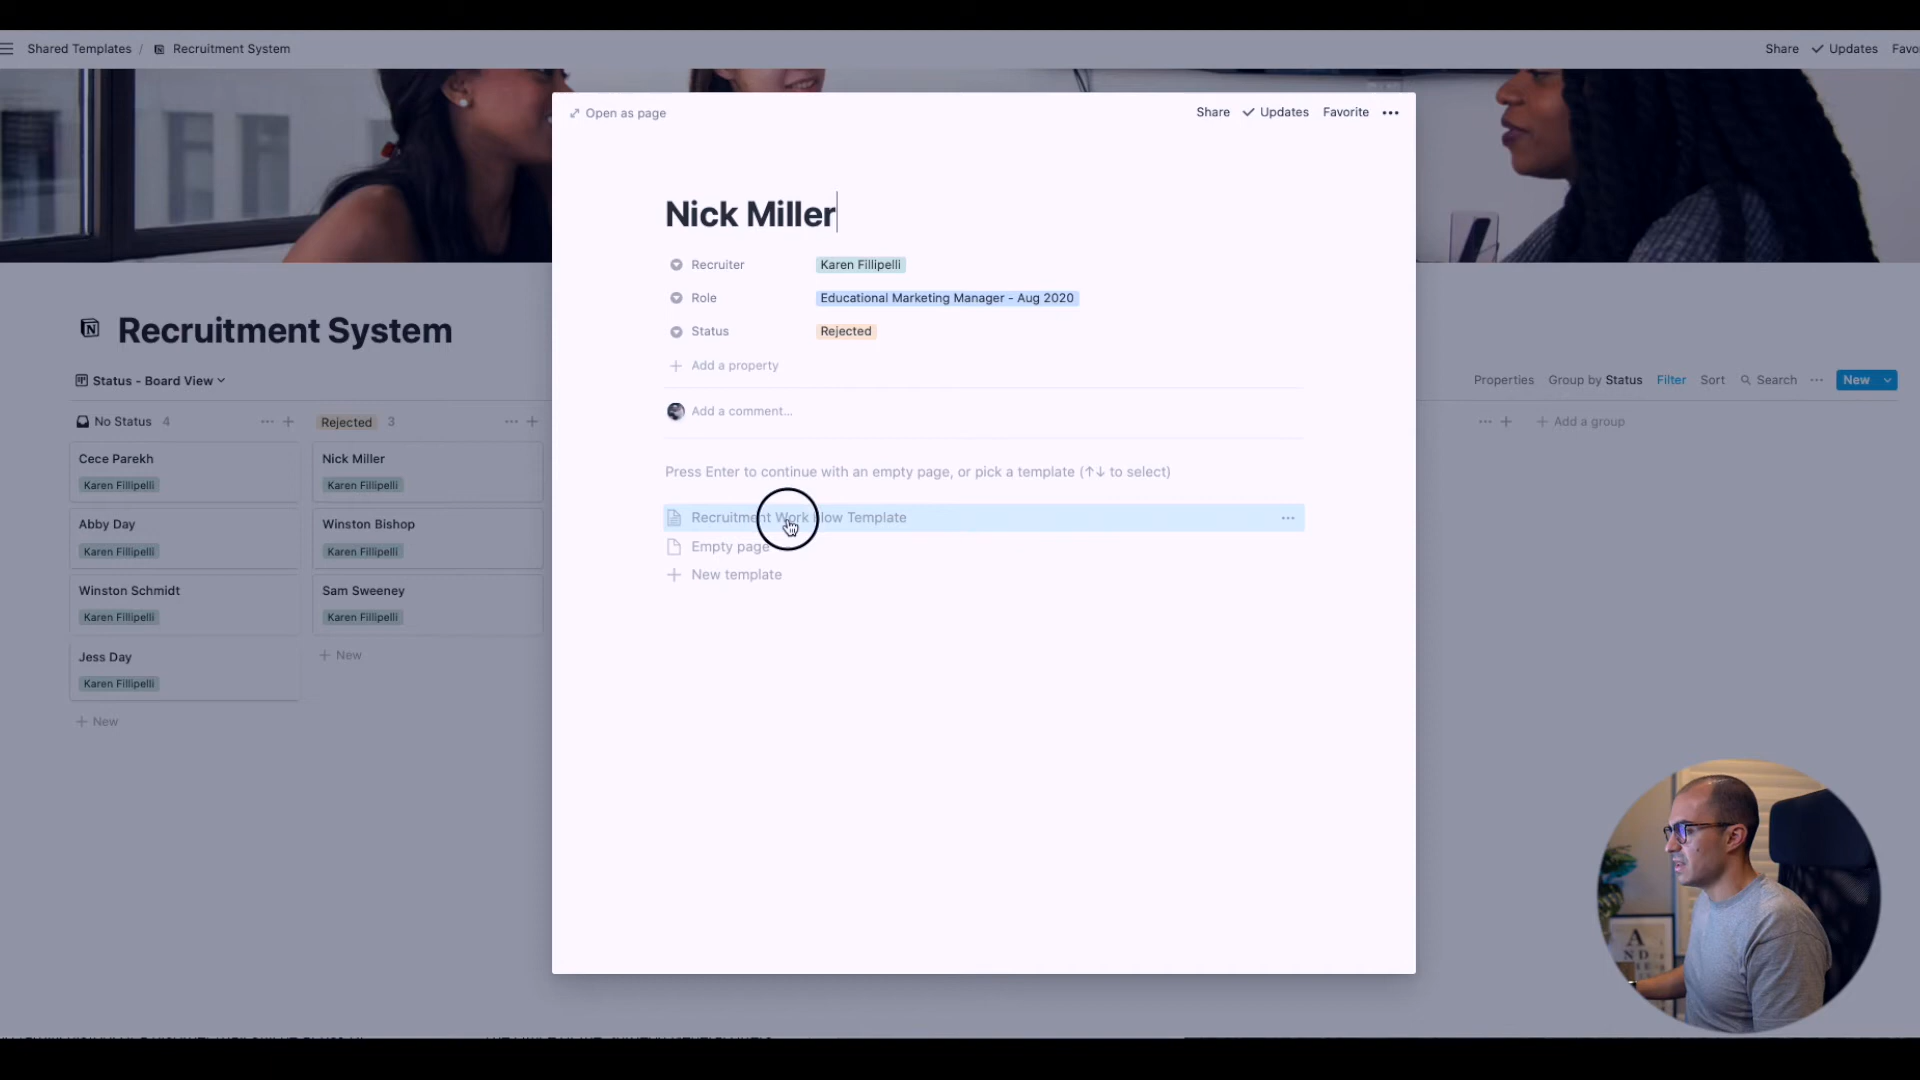 Shared Templates / Recruitment System
Share Updates Favo
Open as page
Share Updates Favorite
Nick Miller
Recruiter Karen Fillipelli
Role Educational Marketing Manager - Aug 2020
Status Rejected
Add a property
Add a comment...
Press Enter to continue with an empty page, or pick a template (↑↓ to select)
Recruitment Work Flow Template
Empty page
New template
Recruitment System
Status - Board View
Properties Group by Status Filter Sort Search New
No Status 4
Cece Parekh
Karen Fillipelli
Abby Day
Karen Fillipelli
Winston Schmidt
Karen Fillipelli
Jess Day
Karen Fillipelli
New
Rejected 3
Nick Miller
Karen Fillipelli
Winston Bishop
Karen Fillipelli
Sam Sweeney
Karen Fillipelli
New
Add a group
A
AND